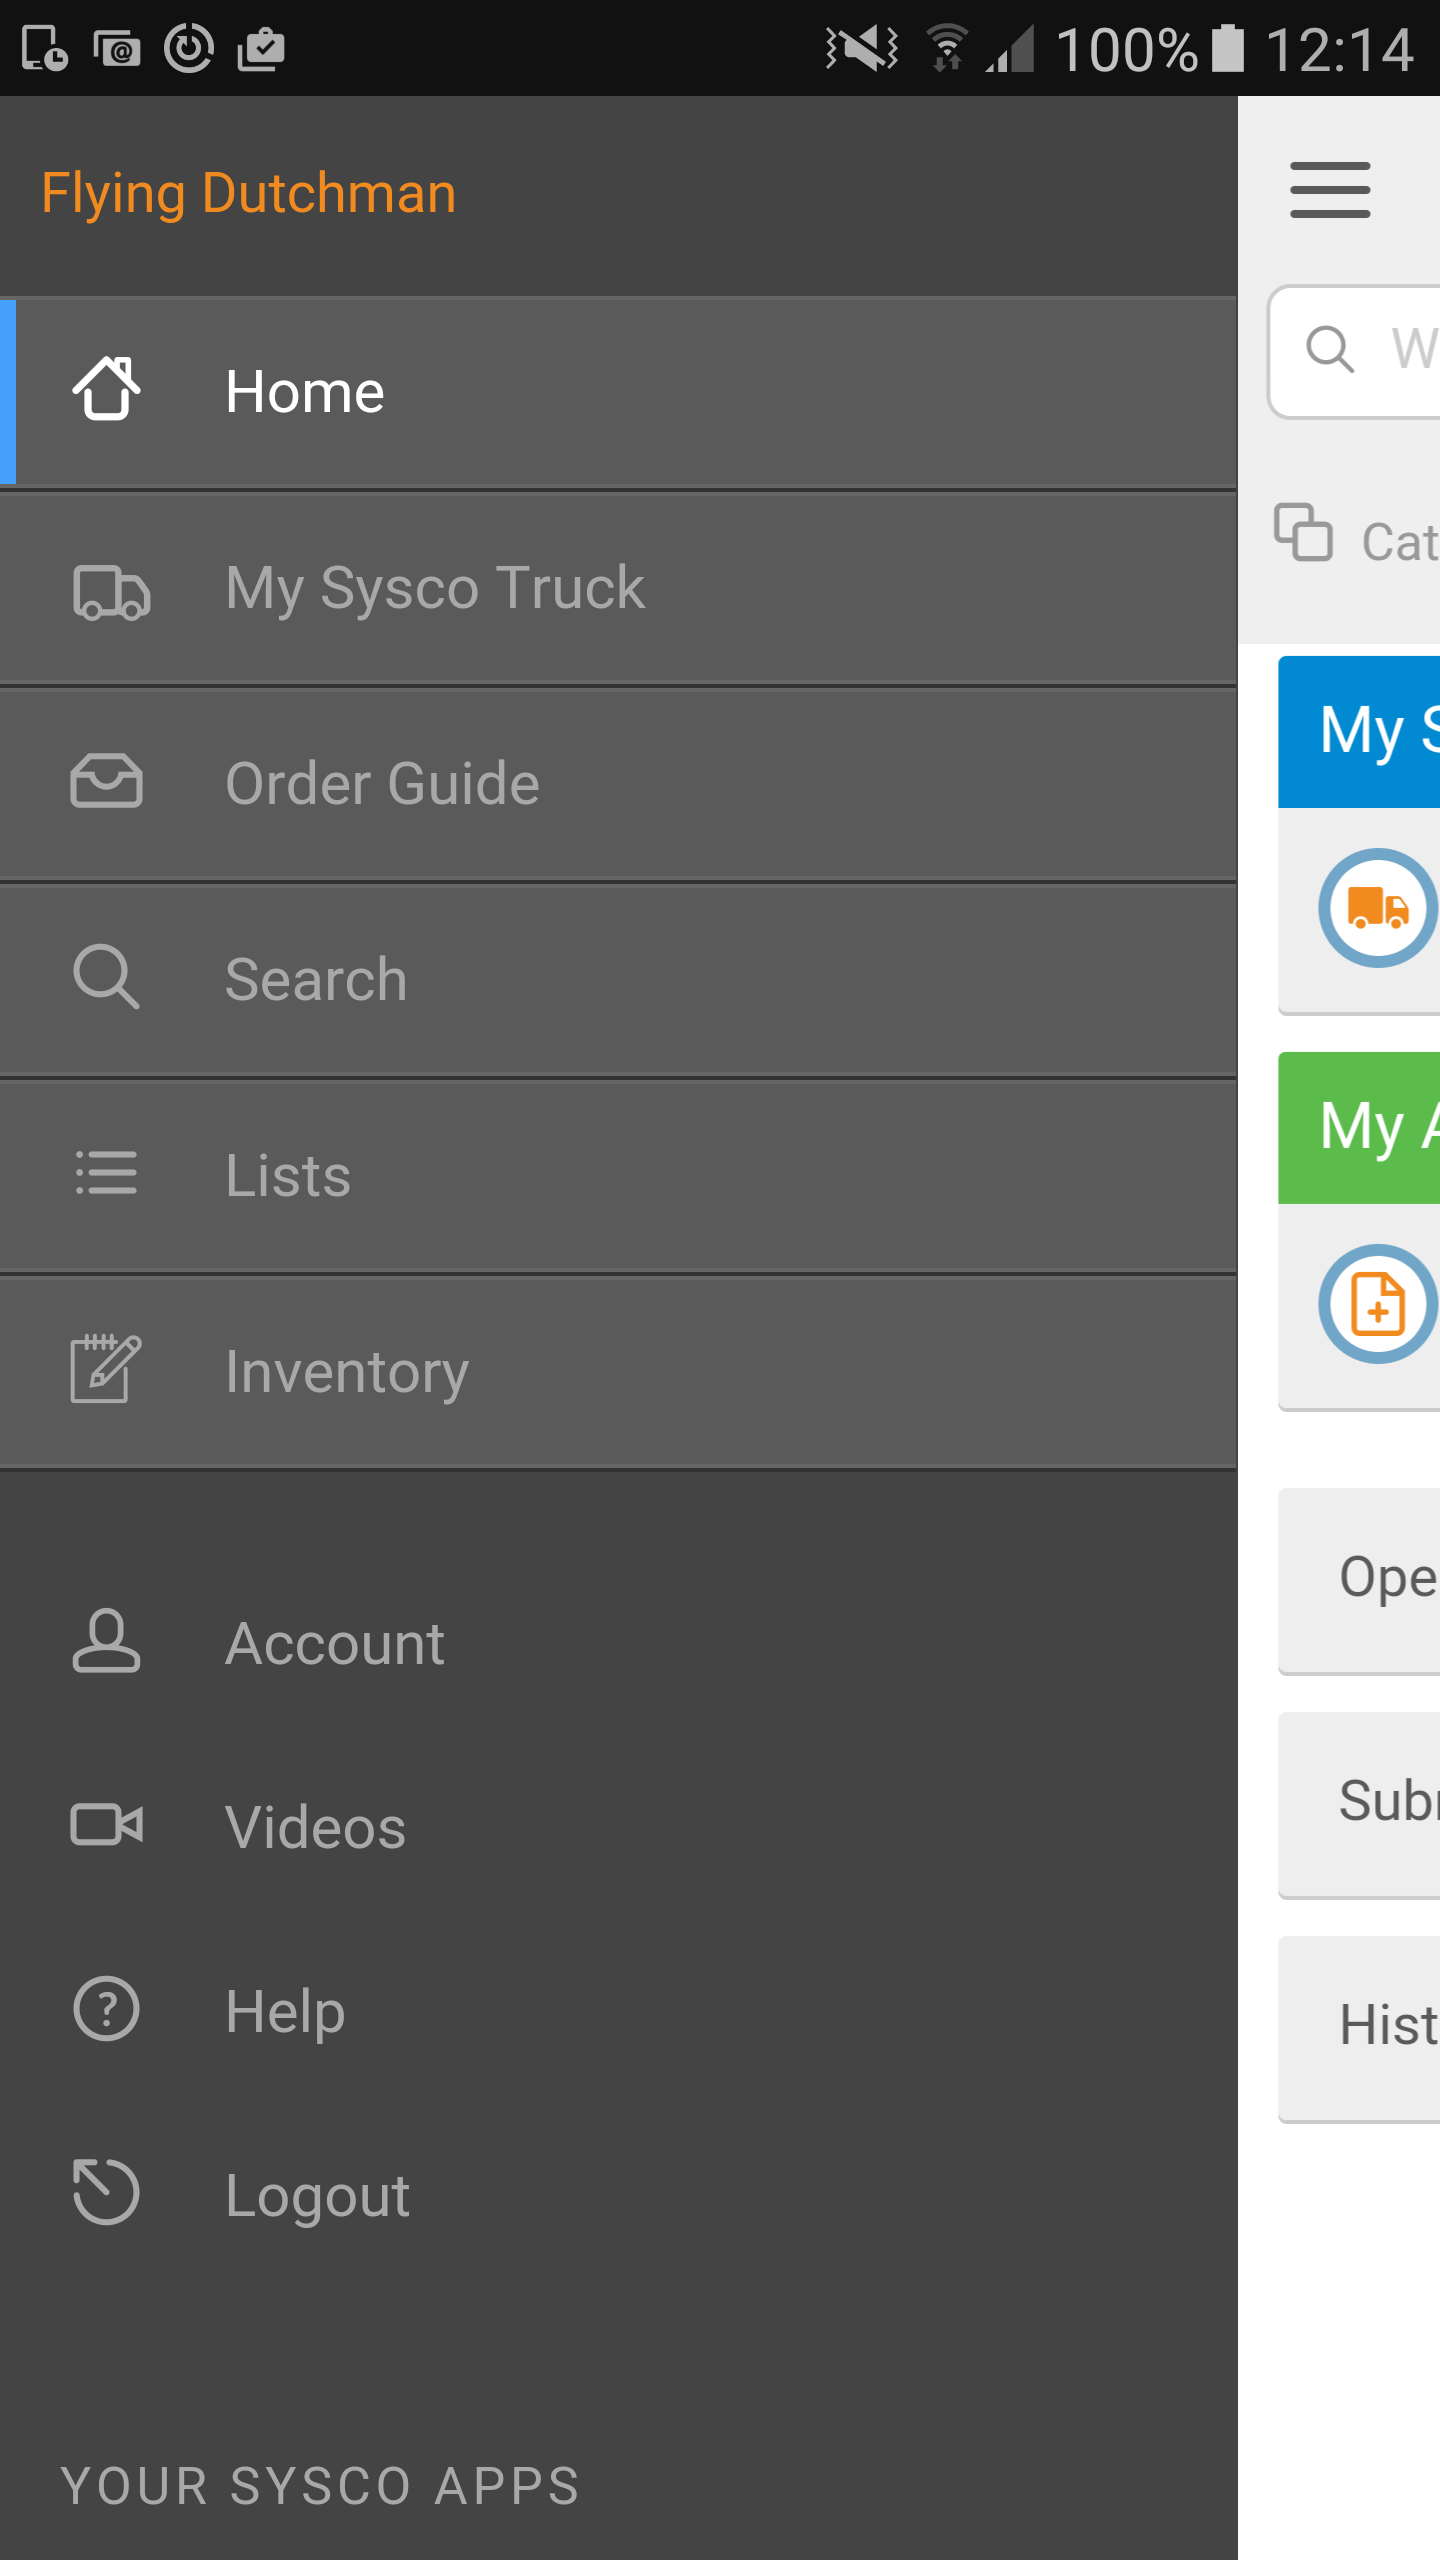 100% 12:14
Flying Dutchman
Home
My Sysco Truck
Order Guide
Search
Lists
Inventory
Account
Videos
Help
Logout
YOUR SYSCO APPS
W
Cat
My S
My A
Ope
Sub
Hist